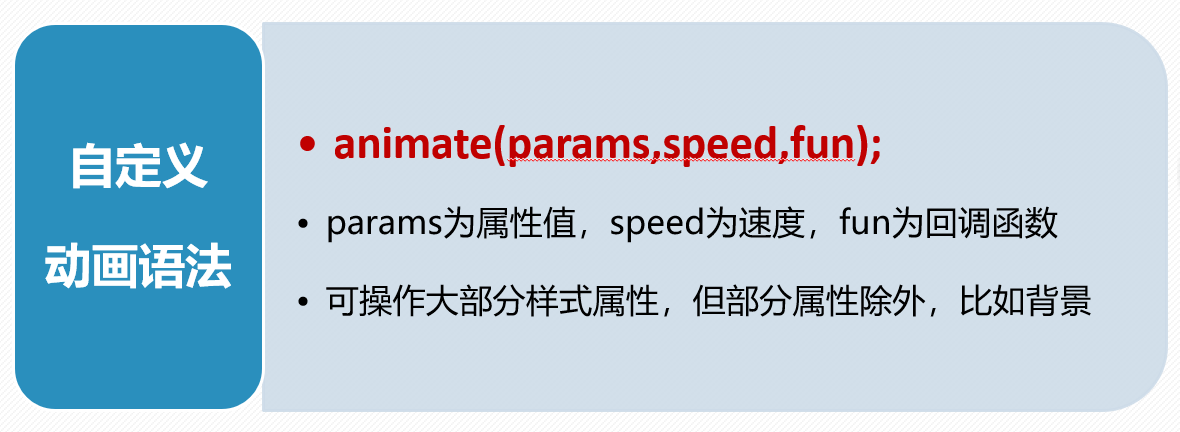 自定义
动画语法
• animate(params,speed,fun);
• params为属性值，speed为速度，fun为回调函数
• 可操作大部分样式属性，但部分属性除外，比如背景